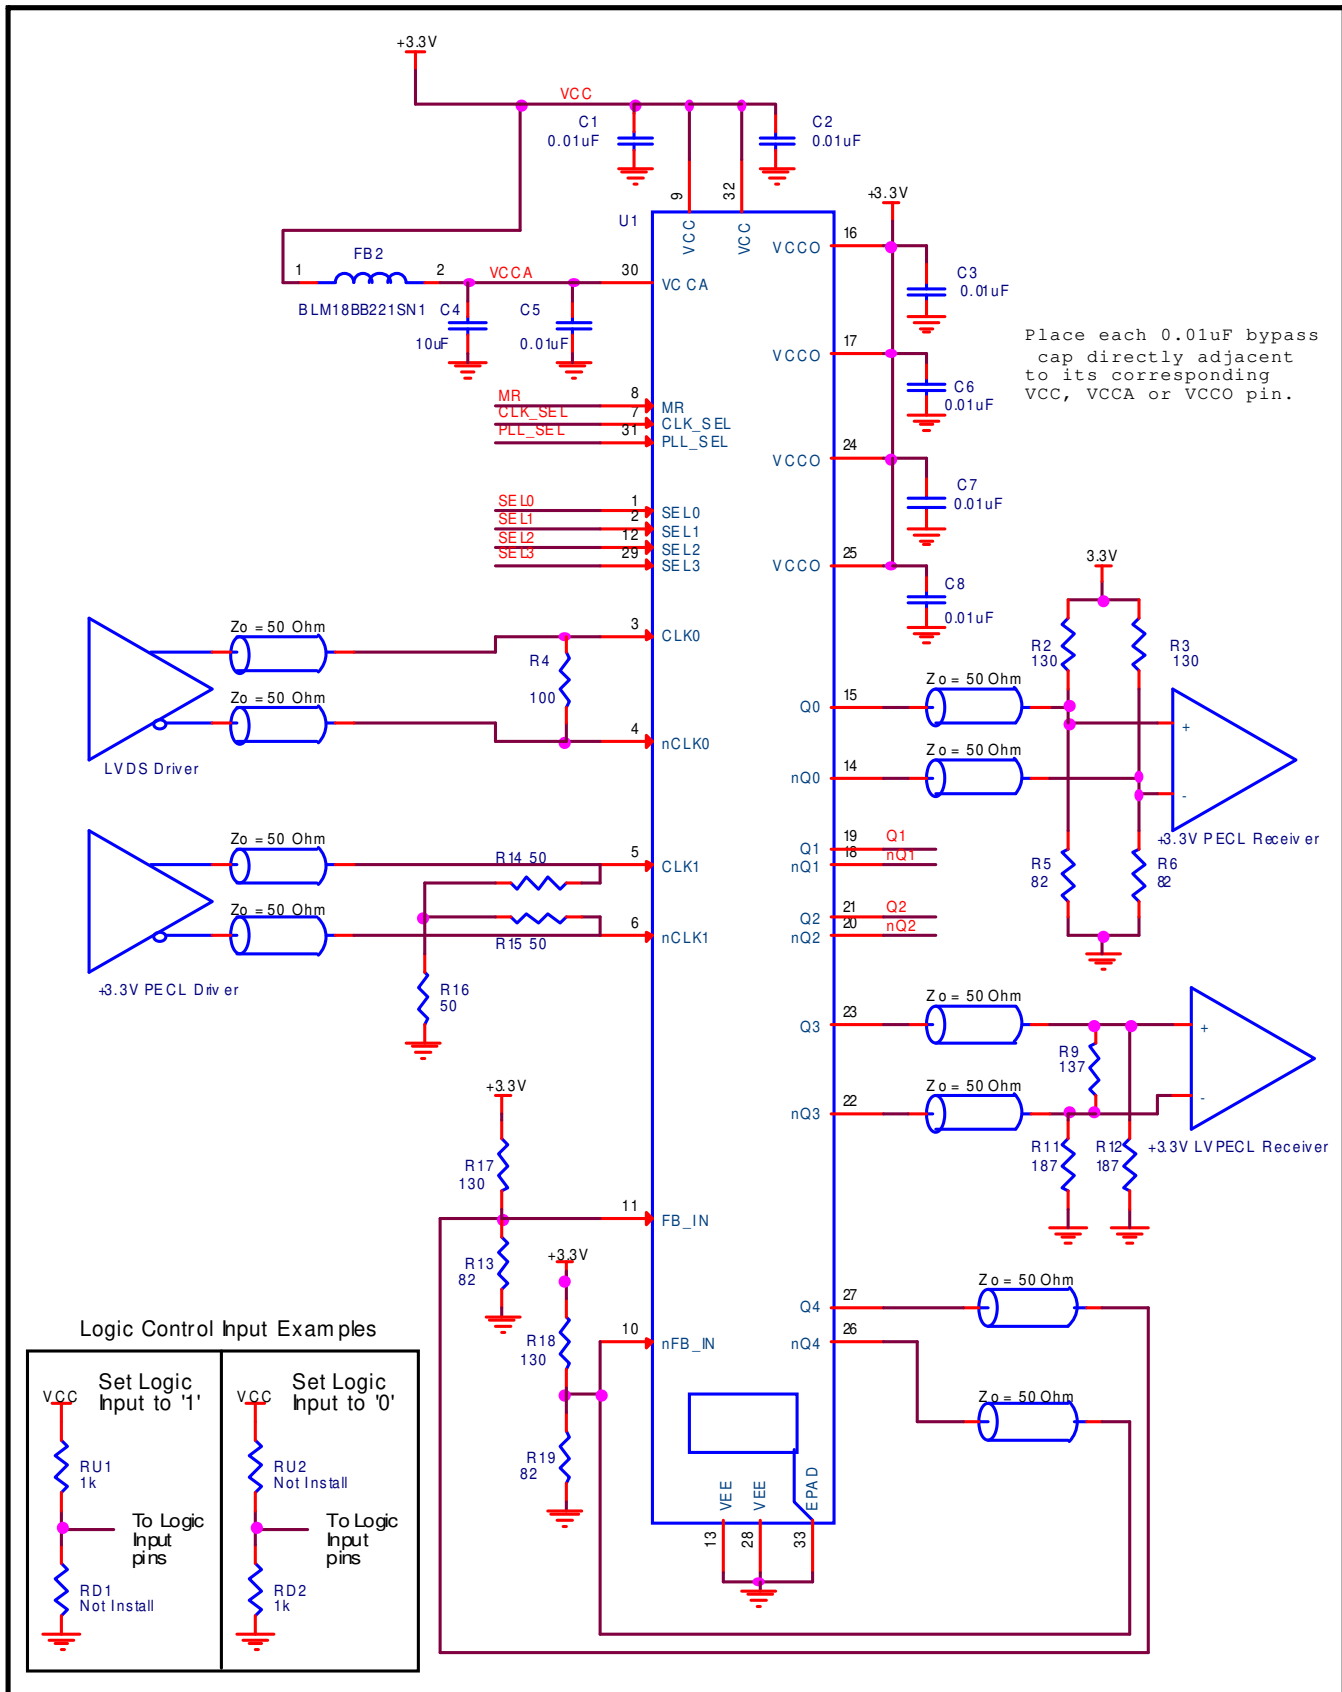 +3.3V
VCC
C1
0.01uF
C2
0.01uF
9
32
U1
VCC
VCC
+3.3V
16
VCCO
FB2
1
2
VCCA
30
VCCA
BLM18BB221SN1
C4
10uF
C5
0.01uF
C3
0.01uF
17
VCCO
Place each 0.01uF bypass
cap directly adjacent
to its corresponding
VCC, VCCA or VCCO pin.
C6
0.01uF
MR
8
MR
CLK_SEL
7
CLK_SEL
PLL_SEL
31
PLL_SEL
24
VCCO
C7
0.01uF
SEL0
1
SEL0
SEL1
2
SEL1
SEL2
12
SEL2
SEL3
29
SEL3
25
VCCO
C8
0.01uF
3.3V
Zo = 50 Ohm
3
CLK0
R4
100
Zo = 50 Ohm
4
nCLK0
LVDS Driver
R2
130
R3
130
15
Q0
Zo = 50 Ohm
14
nQ0
Zo = 50 Ohm
+
-
+3.3V PECL Receiver
R5
82
R6
82
19
Q1
Q1
18
nQ1
nQ1
21
Q2
Q2
20
nQ2
nQ2
Zo = 50 Ohm
5
CLK1
R14 50
Zo = 50 Ohm
R15 50
6
nCLK1
+3.3V PECL Driver
R16
50
23
Q3
Zo = 50 Ohm
22
nQ3
Zo = 50 Ohm
R9
137
+
-
+3.3V LVPECL Receiver
R11
187
R12
187
+3.3V
R17
130
11
FB_IN
R13
82
+3.3V
10
nFB_IN
R18
130
R19
82
27
Q4
Zo = 50 Ohm
26
nQ4
Zo = 50 Ohm
VEE
VEE
EPAD
13
28
33
Logic Control Input Examples
Set Logic
Input to '1'
VCC
RU1
1k
To Logic
Input
pins
RD1
Not Install
Set Logic
Input to '0'
VCC
RU2
Not Install
To Logic
Input
pins
RD2
1k